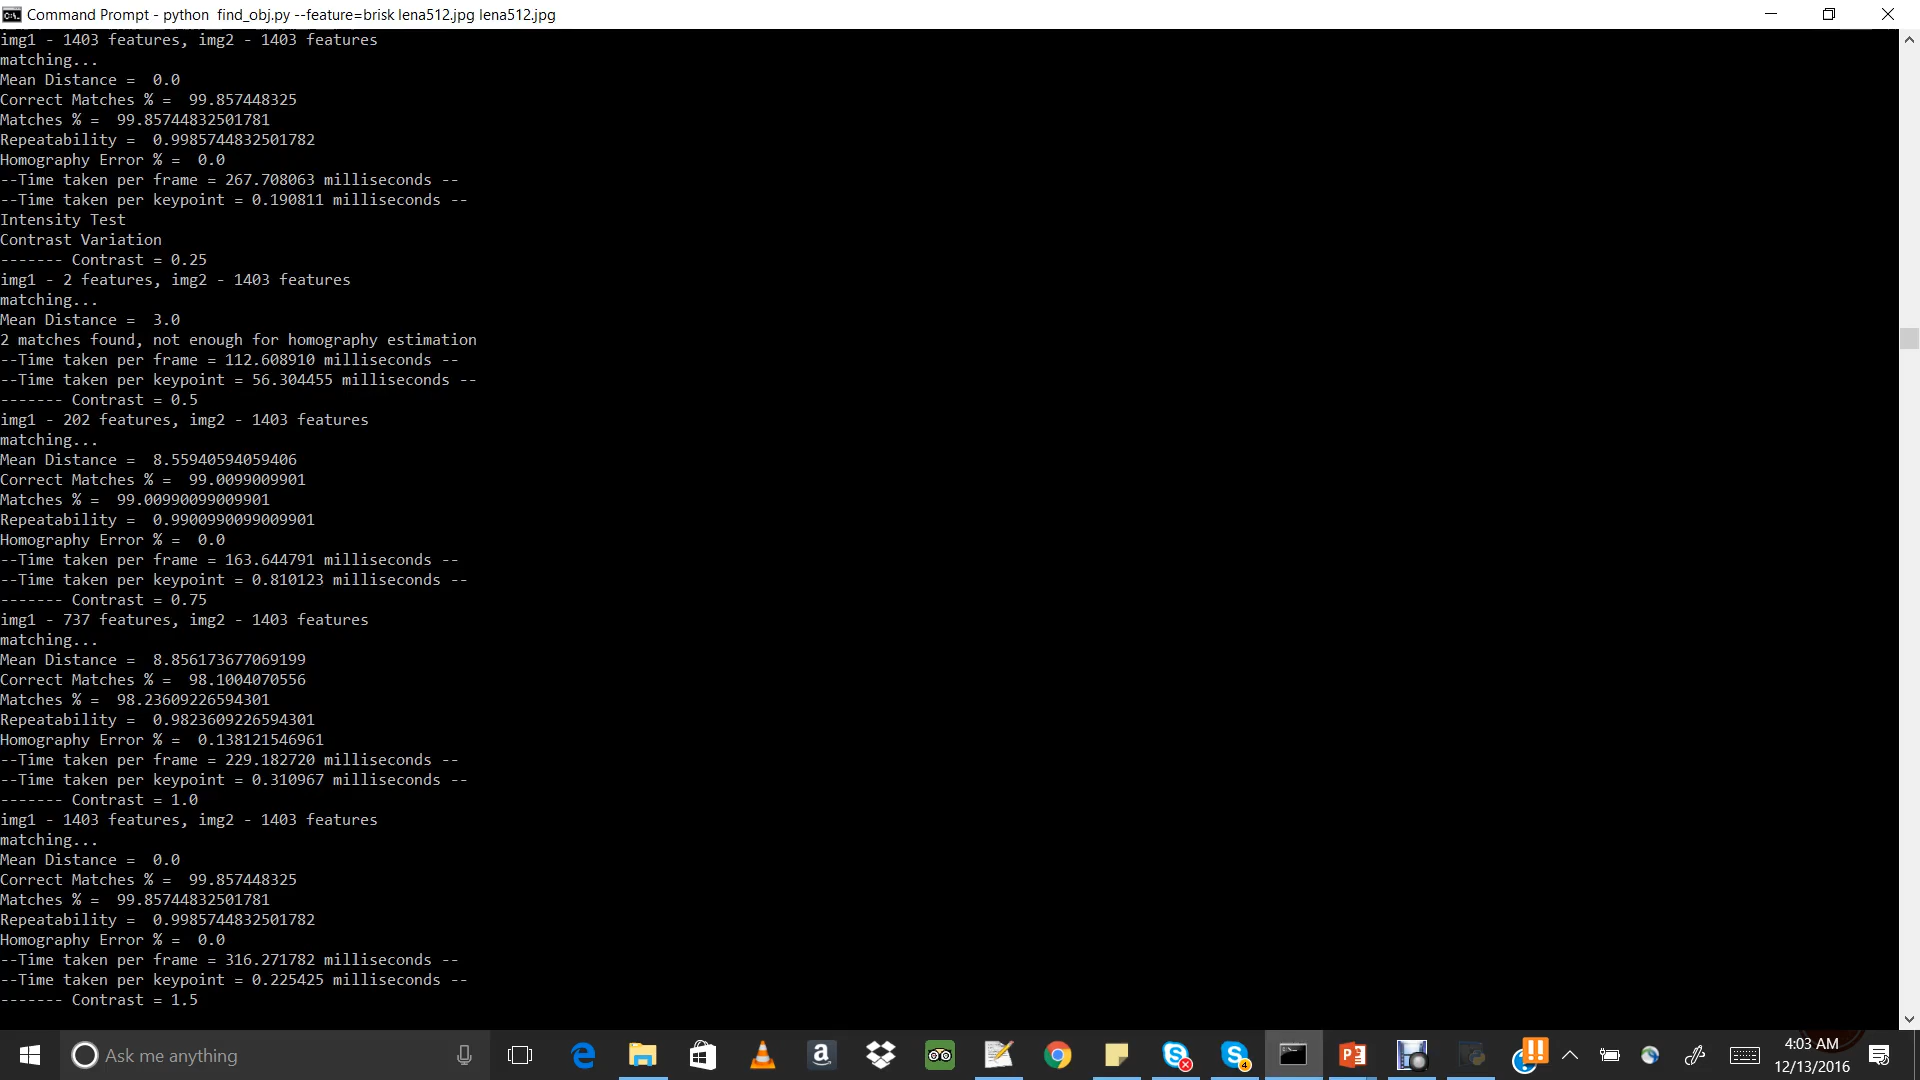 Command Prompt - python  find_obj.py --feature=brisk lena512.jpg lena512.jpg
img1 - 1403 features, img2 - 1403 features
matching...
Mean Distance =  0.0
Correct Matches % =  99.857448325
Matches % =  99.85744832501781
Repeatability =  0.9985744832501782
Homography Error % =  0.0
--Time taken per frame = 267.708063 milliseconds --
--Time taken per keypoint = 0.190811 milliseconds --
Intensity Test
Contrast Variation
------- Contrast = 0.25
img1 - 2 features, img2 - 1403 features
matching...
Mean Distance =  3.0
2 matches found, not enough for homography estimation
--Time taken per frame = 112.608910 milliseconds --
--Time taken per keypoint = 56.304455 milliseconds --
------- Contrast = 0.5
img1 - 202 features, img2 - 1403 features
matching...
Mean Distance =  8.55940594059406
Correct Matches % =  99.0099009901
Matches % =  99.00990099009901
Repeatability =  0.9900990099009901
Homography Error % =  0.0
--Time taken per frame = 163.644791 milliseconds --
--Time taken per keypoint = 0.810123 milliseconds --
------- Contrast = 0.75
img1 - 737 features, img2 - 1403 features
matching...
Mean Distance =  8.856173677069199
Correct Matches % =  98.1004070556
Matches % =  98.23609226594301
Repeatability =  0.9823609226594301
Homography Error % =  0.138121546961
--Time taken per frame = 229.182720 milliseconds --
--Time taken per keypoint = 0.310967 milliseconds --
------- Contrast = 1.0
img1 - 1403 features, img2 - 1403 features
matching...
Mean Distance =  0.0
Correct Matches % =  99.857448325
Matches % =  99.85744832501781
Repeatability =  0.9985744832501782
Homography Error % =  0.0
--Time taken per frame = 316.271782 milliseconds --
--Time taken per keypoint = 0.225425 milliseconds --
------- Contrast = 1.5
Ask me anything
4:03 AM
12/13/2016